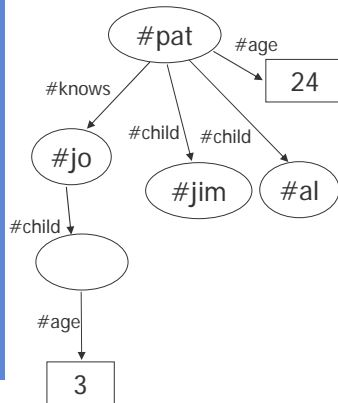 #pat
#age
24
#knows
#child #child
#jo
#jim
#al
#child
#age
3